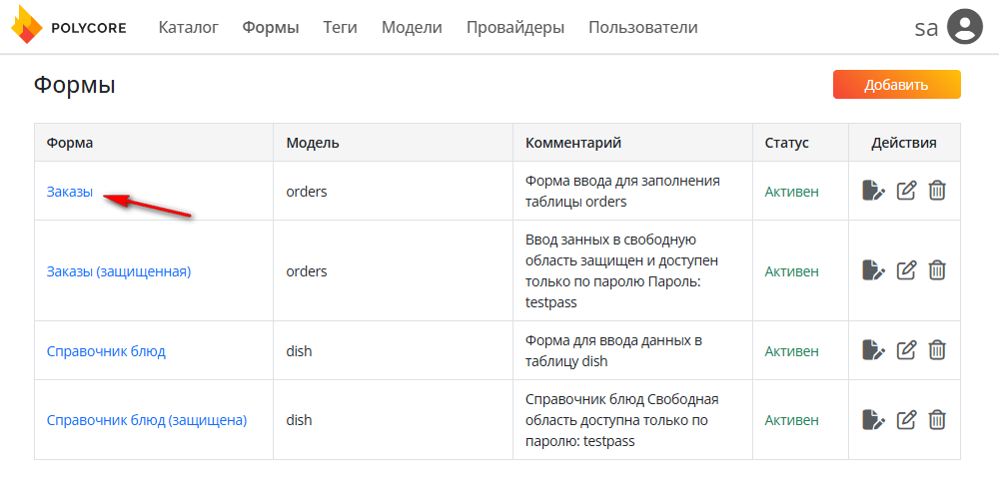 POLYCORE Каталог Формы Теги Модели Провайдеры Пользователи sa
Формы
Добавить
Форма Модель Комментарий Статус Действия
Заказы orders Форма ввода для заполнения
таблицы orders Активен
Заказы (защищенная) orders Ввод занных в свободную
область защищен и доступен
только по паролю Пароль:
testpass Активен
Справочник блюд dish Форма для ввода данных в
таблицу dish Активен
Справочник блюд (защищена) dish Справочник блюд Свободная
область доступна только по
паролю: testpass Активен